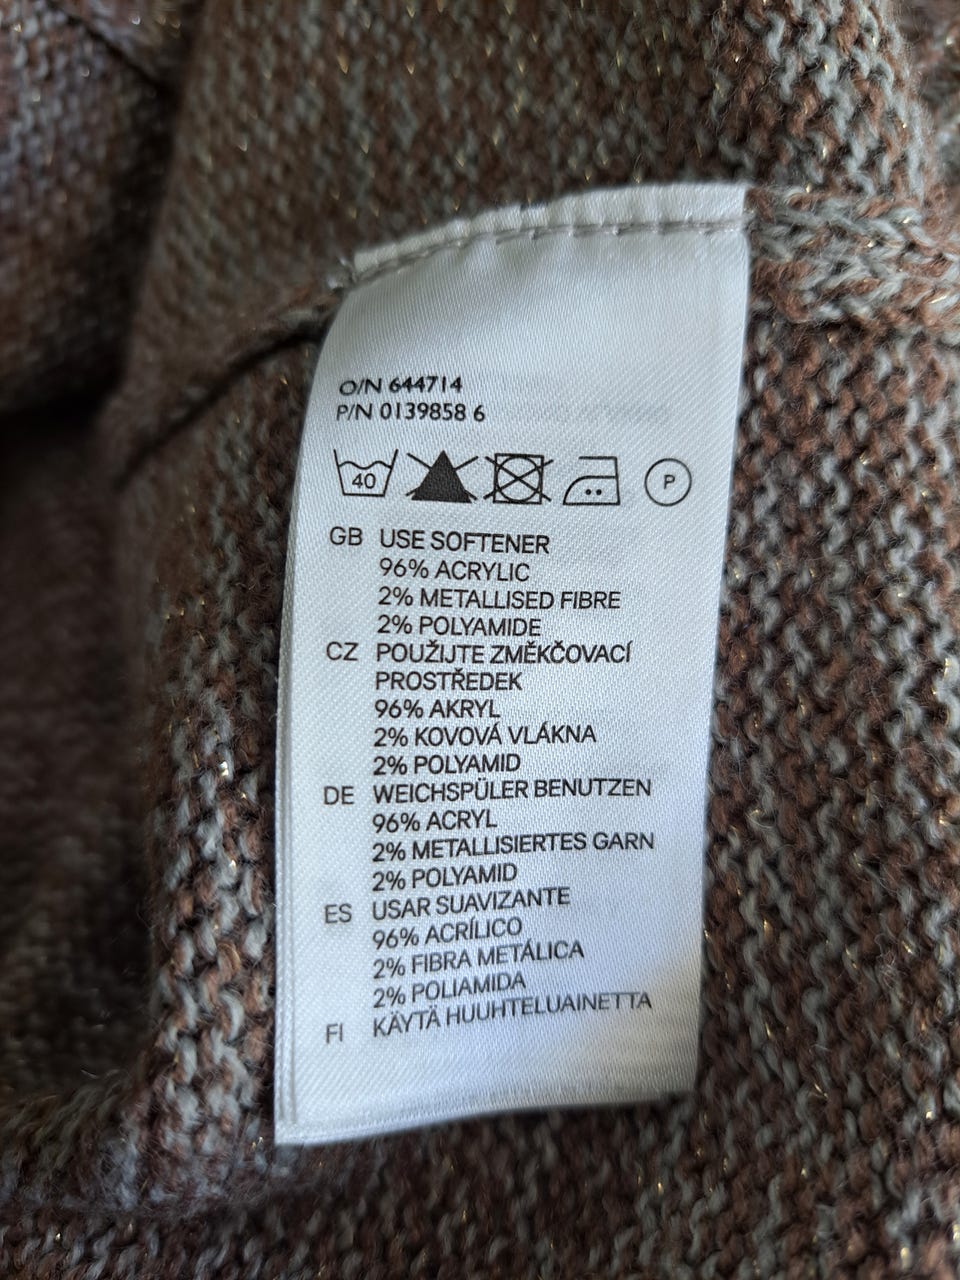 O/N 644714
P/N 0139858 6
40 P
GB USE SOFTENER
96% ACRYLIC
2% METALLISED FIBRE
2% POLYAMIDE
CZ POUŽIJTE ZMĚKČOVACÍ
PROSTŘEDEK
96% AKRYL
2% KOVOVÁ VLÁKNA
2% POLYAMID
DE WEICHSPÜLER BENUTZEN
96% ACRYL
2% METALLISIERTES GARN
2% POLYAMID
ES USAR SUAVIZANTE
96% ACRÍLICO
2% FIBRA METÁLICA
2% POLIAMIDA
FI KÄYTÄ HUUHTELUAINETTA